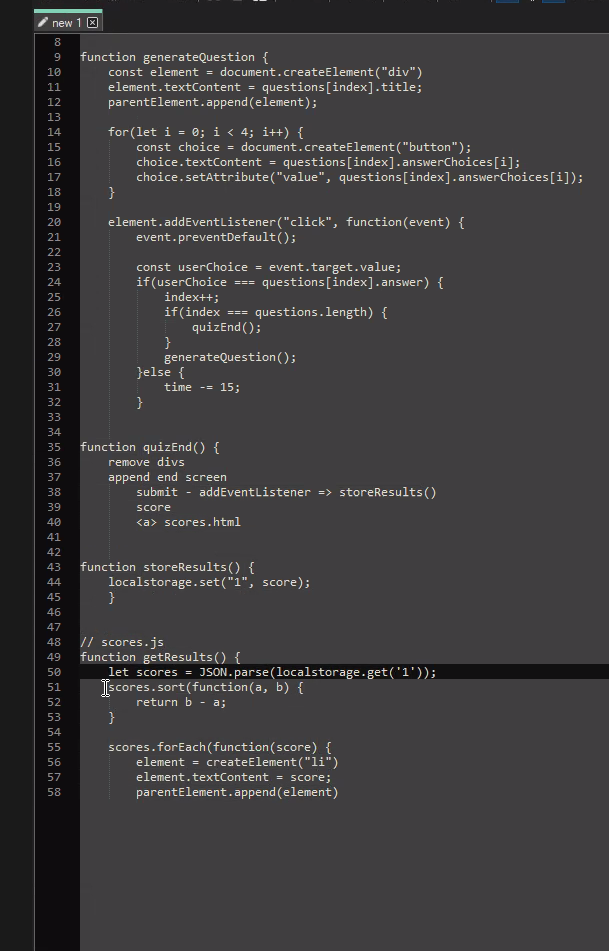 new 1
8
9 function generateQuestion {
10 const element = document.createElement("div")
11 element.textContent = questions[index].title;
12 parentElement.append(element);
13
14 for(let i = 0; i < 4; i++) {
15 const choice = document.createElement("button");
16 choice.textContent = questions[index].answerChoices[i];
17 choice.setAttribute("value", questions[index].answerChoices[i]);
18 }
19
20 element.addEventListener("click", function(event) {
21 event.preventDefault();
22
23 const userChoice = event.target.value;
24 if(userChoice === questions[index].answer) {
25 index++;
26 if(index === questions.length) {
27 quizEnd();
28 }
29 generateQuestion();
30 }else {
31 time -= 15;
32 }
33
34
35 function quizEnd() {
36 remove divs
37 append end screen
38 submit - addEventListener => storeResults()
39 score
40 <a> scores.html
41
42
43 function storeResults() {
44 localstorage.set("1", score);
45 }
46
47
48 // scores.js
49 function getResults() {
50 let scores = JSON.parse(localstorage.get('1'));
51 scores.sort(function(a, b) {
52 return b - a;
53 }
54
55 scores.forEach(function(score) {
56 element = createElement("li")
57 element.textContent = score;
58 parentElement.append(element)